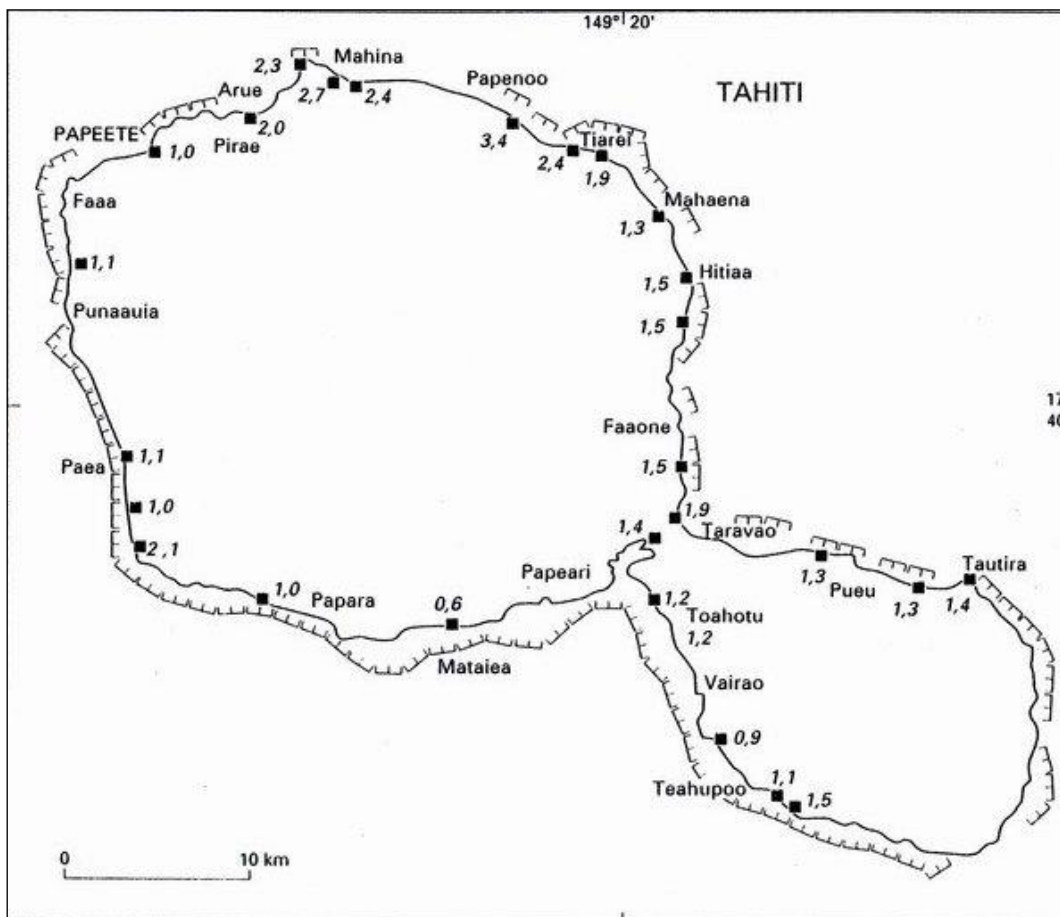 149° 20'
TAHITI
Mahina
2,3
2,7
2,4
Arue
Papenoo
PAPEETE
2,0
Pirae
3,4
Tiarei
1,0
2,4
1,9
Faaa
Mahaena
1,3
1,1
1,5
Hitiaa
Punaauia
1,5
17
40
Faaone
1,1
Paea
1,5
1,0
1,9
1,4
Taravao
2,1
1,3
Pueu
Tautira
1,3
1,4
Papeari
1,0
Papara
0,6
1,2
Toahotu
1,2
Mataiea
Vairao
0,9
Teahupoo
1,1
1,5
0
10 km